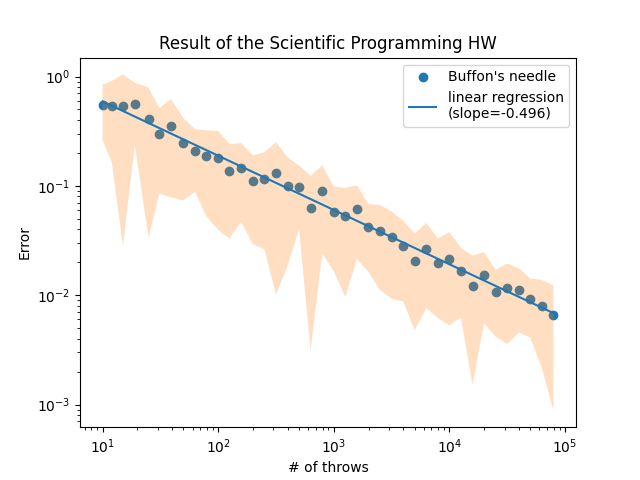 Result of the Scientific Programming HW
Buffon's needle
linear regression
(slope=-0.496)
Error
10⁰
10⁻¹
10⁻²
10⁻³
10¹
10²
10³
10⁴
10⁵
# of throws